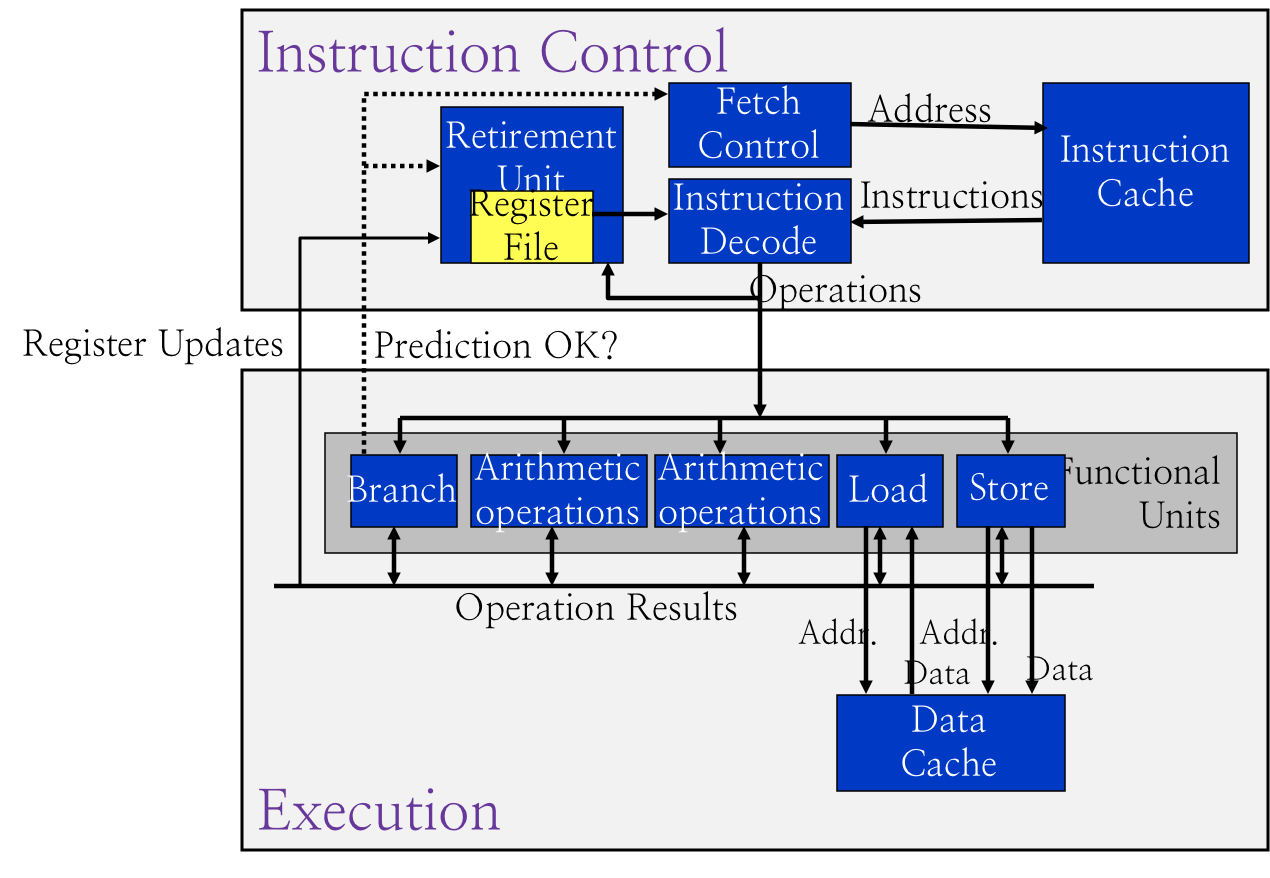 Instruction Control
Fetch
Control
Address
Instruction
Cache
Retirement
Unit
Register
File
Instruction
Decode
Instructions
Operations
Register Updates
Prediction OK?
Branch
Arithmetic
operations
Arithmetic
operations
Load
Store
Functional
Units
Operation Results
Addr.
Addr.
Data
Data
Data
Cache
Execution